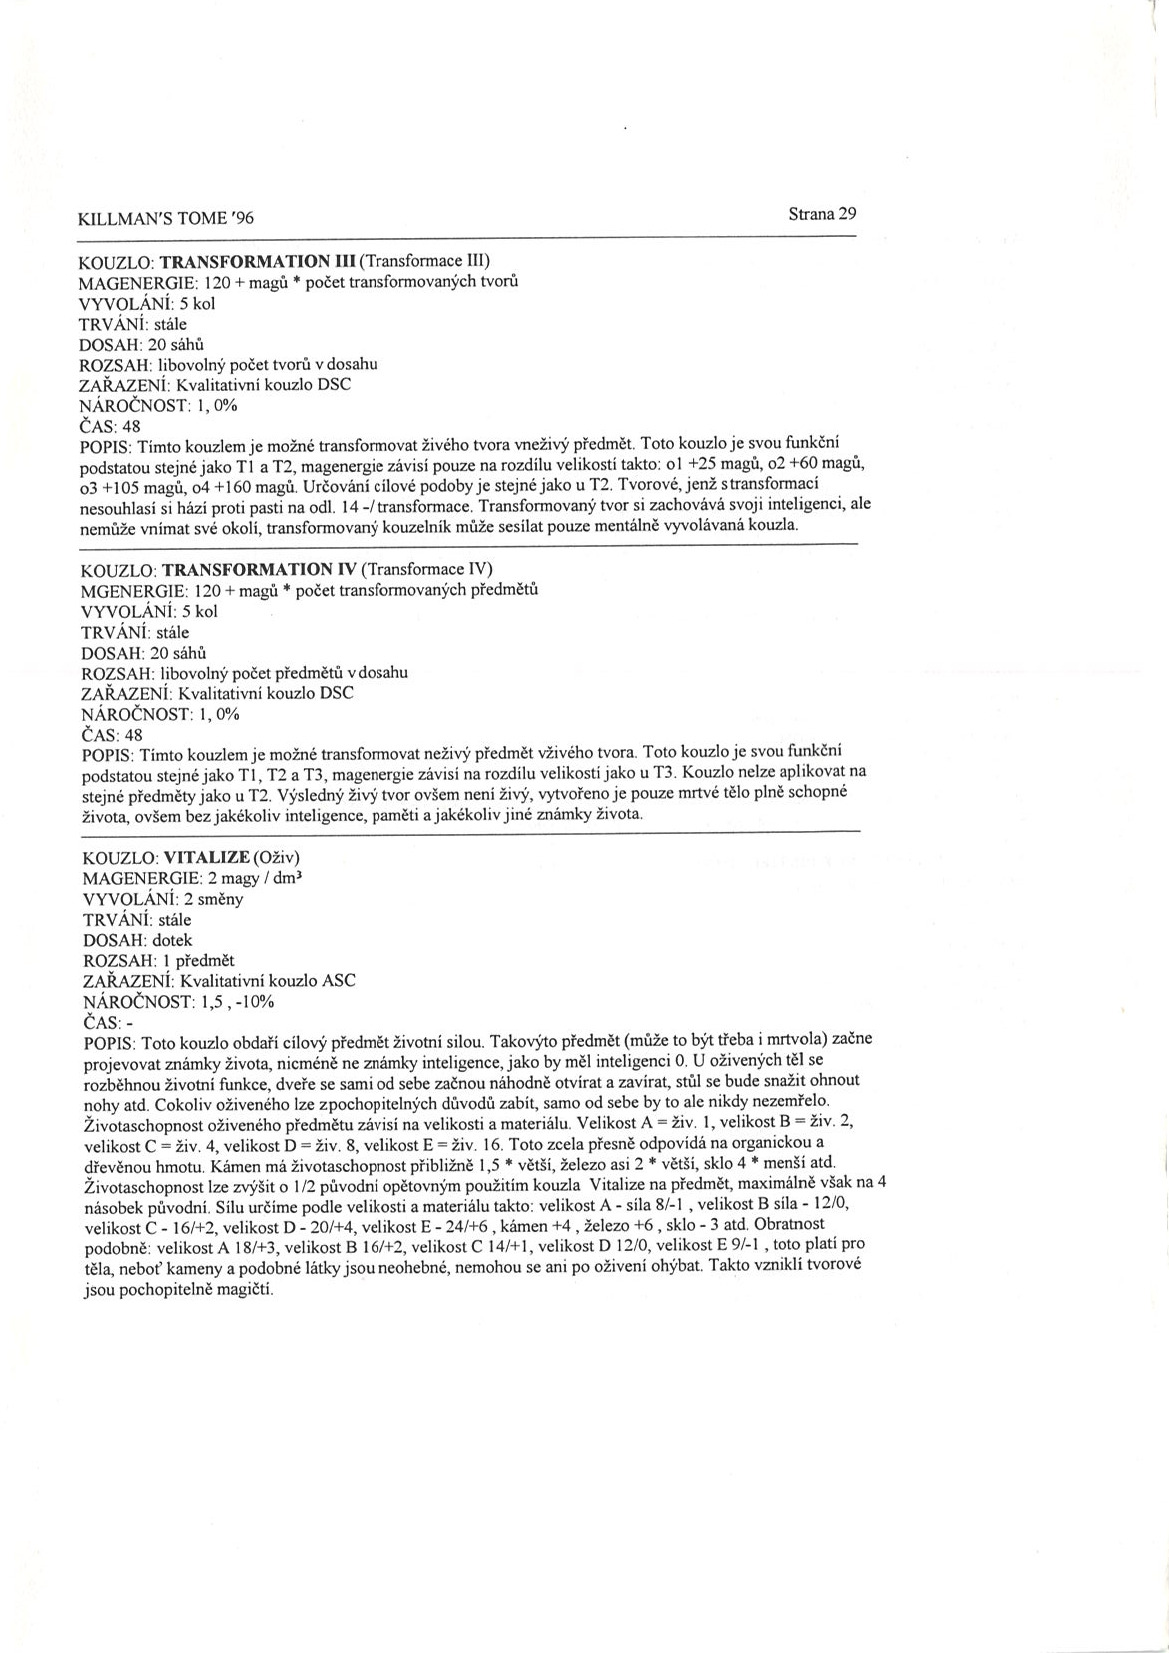 KILLMAN'S TOME '96
Strana 29
KOUZLO: TRANSFORMATION III (Transformace III)
MAGENERGIE: 120 + magů * počet transformovaných tvorů
VYVOLÁNÍ: 5 kol
TRVÁNÍ: stále
DOSAH: 20 sáhů
ROZSAH: libovolný počet tvorů v dosahu
ZAŘAZENÍ: Kvalitativní kouzlo DSC
NÁROČNOST: 1, 0%
ČAS: 48
POPIS: Tímto kouzlem je možné transformovat živého tvora vneživý předmět. Toto kouzlo je svou funkční
podstatou stejné jako T1 a T2, magenergie závisí pouze na rozdílu velikostí takto: o1 +25 magů, o2 +60 magů,
o3 +105 magů, o4 +160 magů. Určování cílové podoby je stejné jako u T2. Tvorové, jenž s transformací
nesouhlasí si hází proti pasti na odl. 14 -/transformace. Transformovaný tvor si zachovává svoji inteligenci, ale
nemůže vnímat své okolí, transformovaný kouzelník může sesílat pouze mentálně vyvolávaná kouzla.
KOUZLO: TRANSFORMATION IV (Transformace IV)
MGENERGIE: 120 + magů * počet transformovaných předmětů
VYVOLÁNÍ: 5 kol
TRVÁNÍ: stále
DOSAH: 20 sáhů
ROZSAH: libovolný počet předmětů v dosahu
ZAŘAZENÍ: Kvalitativní kouzlo DSC
NÁROČNOST: 1, 0%
ČAS: 48
POPIS: Tímto kouzlem je možné transformovat neživý předmět vživého tvora. Toto kouzlo je svou funkční
podstatou stejné jako T1, T2 a T3, magenergie závisí na rozdílu velikostí jako u T3. Kouzlo nelze aplikovat na
stejné předměty jako u T2. Výsledný živý tvor ovšem není živý, vytvořeno je pouze mrtvé tělo plně schopné
života, ovšem bez jakékoliv inteligence, paměti a jakékoliv jiné známky života.
KOUZLO: VITALIZE (Oživ)
MAGENERGIE: 2 magy / dm³
VYVOLÁNÍ: 2 směny
TRVÁNÍ: stále
DOSAH: dotek
ROZSAH: 1 předmět
ZAŘAZENÍ: Kvalitativní kouzlo ASC
NÁROČNOST: 1,5 , -10%
ČAS: -
POPIS: Toto kouzlo obdaří cílový předmět životní silou. Takovýto předmět (může to být třeba i mrtvola) začne
projevovat známky života, nicméně ne známky inteligence, jako by měl inteligenci 0. U oživených těl se
rozběhnou životní funkce, dveře se sami od sebe začnou náhodně otvírat a zavírat, stůl se bude snažit ohnout
nohy atd. Cokoliv oživeného lze zpochopitelných důvodů zabít, samo od sebe by to ale nikdy nezemřelo.
Životaschopnost oživeného předmětu závisí na velikosti a materiálu. Velikost A = živ. 1, velikost B = živ. 2,
velikost C = živ. 4, velikost D = živ. 8, velikost E = živ. 16. Toto zcela přesně odpovídá na organickou a
dřevěnou hmotu. Kámen má životaschopnost přibližně 1,5 * větší, železo asi 2 * větší, sklo 4 * menší atd.
Životaschopnost lze zvýšit o 1/2 původní opětovným použitím kouzla Vitalize na předmět, maximálně však na 4
násobek původní. Sílu určíme podle velikosti a materiálu takto: velikost A - síla 8/-1 , velikost B síla - 12/0,
velikost C - 16/+2, velikost D - 20/+4, velikost E - 24/+6 , kámen +4 , železo +6 , sklo - 3 atd. Obratnost
podobně: velikost A 18/+3, velikost B 16/+2, velikost C 14/+1, velikost D 12/0, velikost E 9/-1 , toto platí pro
těla, neboť kameny a podobné látky jsou neohebné, nemohou se ani po oživení ohýbat. Takto vzniklí tvorové
jsou pochopitelně magičtí.